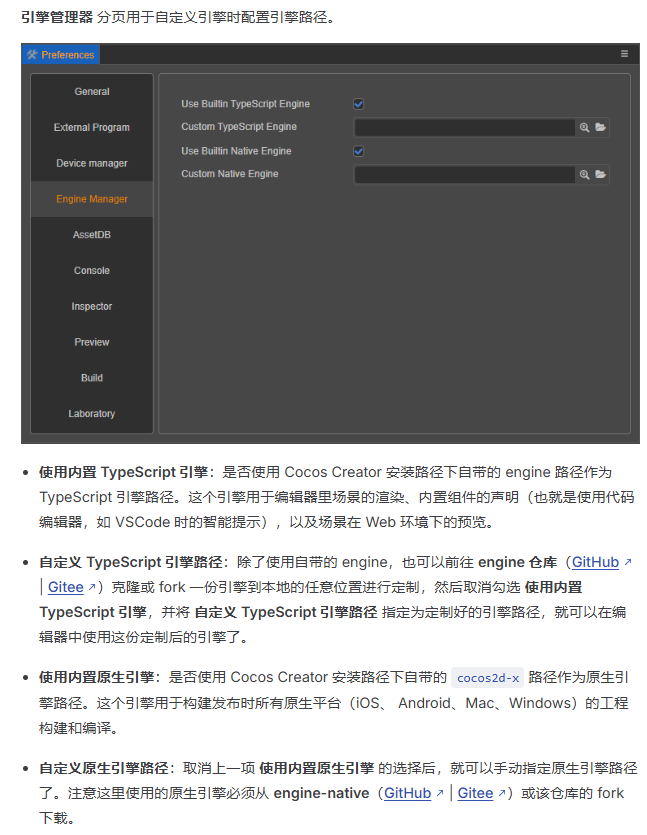 引擎管理器 分页用于自定义引擎时配置引擎路径。
Preferences
General
External Program
Device manager
Engine Manager
AssetDB
Console
Inspector
Preview
Build
Laboratory
Use Builtin TypeScript Engine
Custom TypeScript Engine
Use Builtin Native Engine
Custom Native Engine
使用内置 TypeScript 引擎：是否使用 Cocos Creator 安装路径下自带的 engine 路径作为
TypeScript 引擎路径。这个引擎用于编辑器里场景的渲染、内置组件的声明（也就是使用代码
编辑器，如 VSCode 时的智能提示），以及场景在 Web 环境下的预览。
自定义 TypeScript 引擎路径：除了使用自带的 engine，也可以前往 engine 仓库（GitHub
| Gitee）克隆或 fork 一份引擎到本地的任意位置进行定制，然后取消勾选 使用内置
TypeScript 引擎，并将 自定义 TypeScript 引擎路径 指定为定制好的引擎路径，就可以在编
辑器中使用这份定制后的引擎了。
使用内置原生引擎：是否使用 Cocos Creator 安装路径下自带的 cocos2d-x 路径作为原生引
擎路径。这个引擎用于构建发布时所有原生平台（iOS、 Android、Mac、Windows）的工程
构建和编译。
自定义原生引擎路径：取消上一项 使用内置原生引擎 的选择后，就可以手动指定原生引擎路径
了。注意这里使用的原生引擎必须从 engine-native（GitHub | Gitee）或该仓库的 fork
下载。